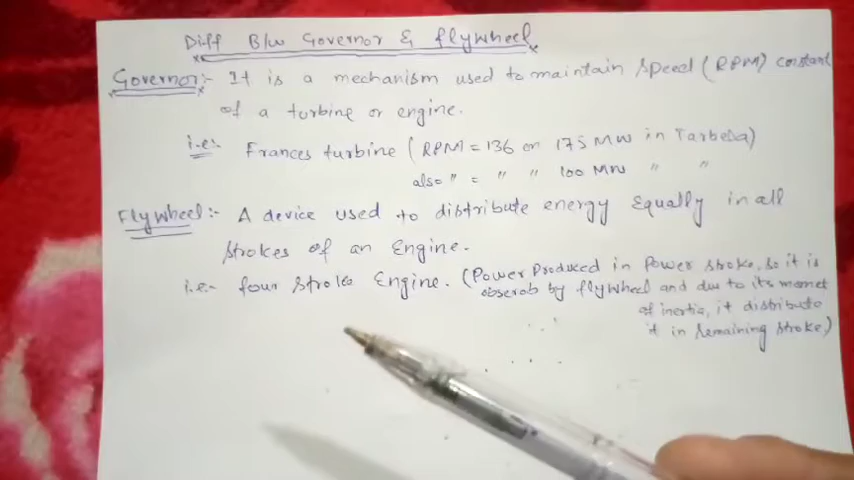 Diff B/w Governor & flywheel
Governor:- It is a mechanism used to maintain speed (RPM) constant
of a turbine or engine.
i.e:- Frances turbine (RPM = 136 on 175 MW in Tarbela)
also " = " " 100 MW " "
Flywheel:- A device used to distribute energy Equally in all
strokes of an Engine.
i.e:- four stroke Engine. (Power Produced in Power stroke, so it is
obserob by flywheel and due to its momet
of inertia, it distribute
it in remaining stroke)